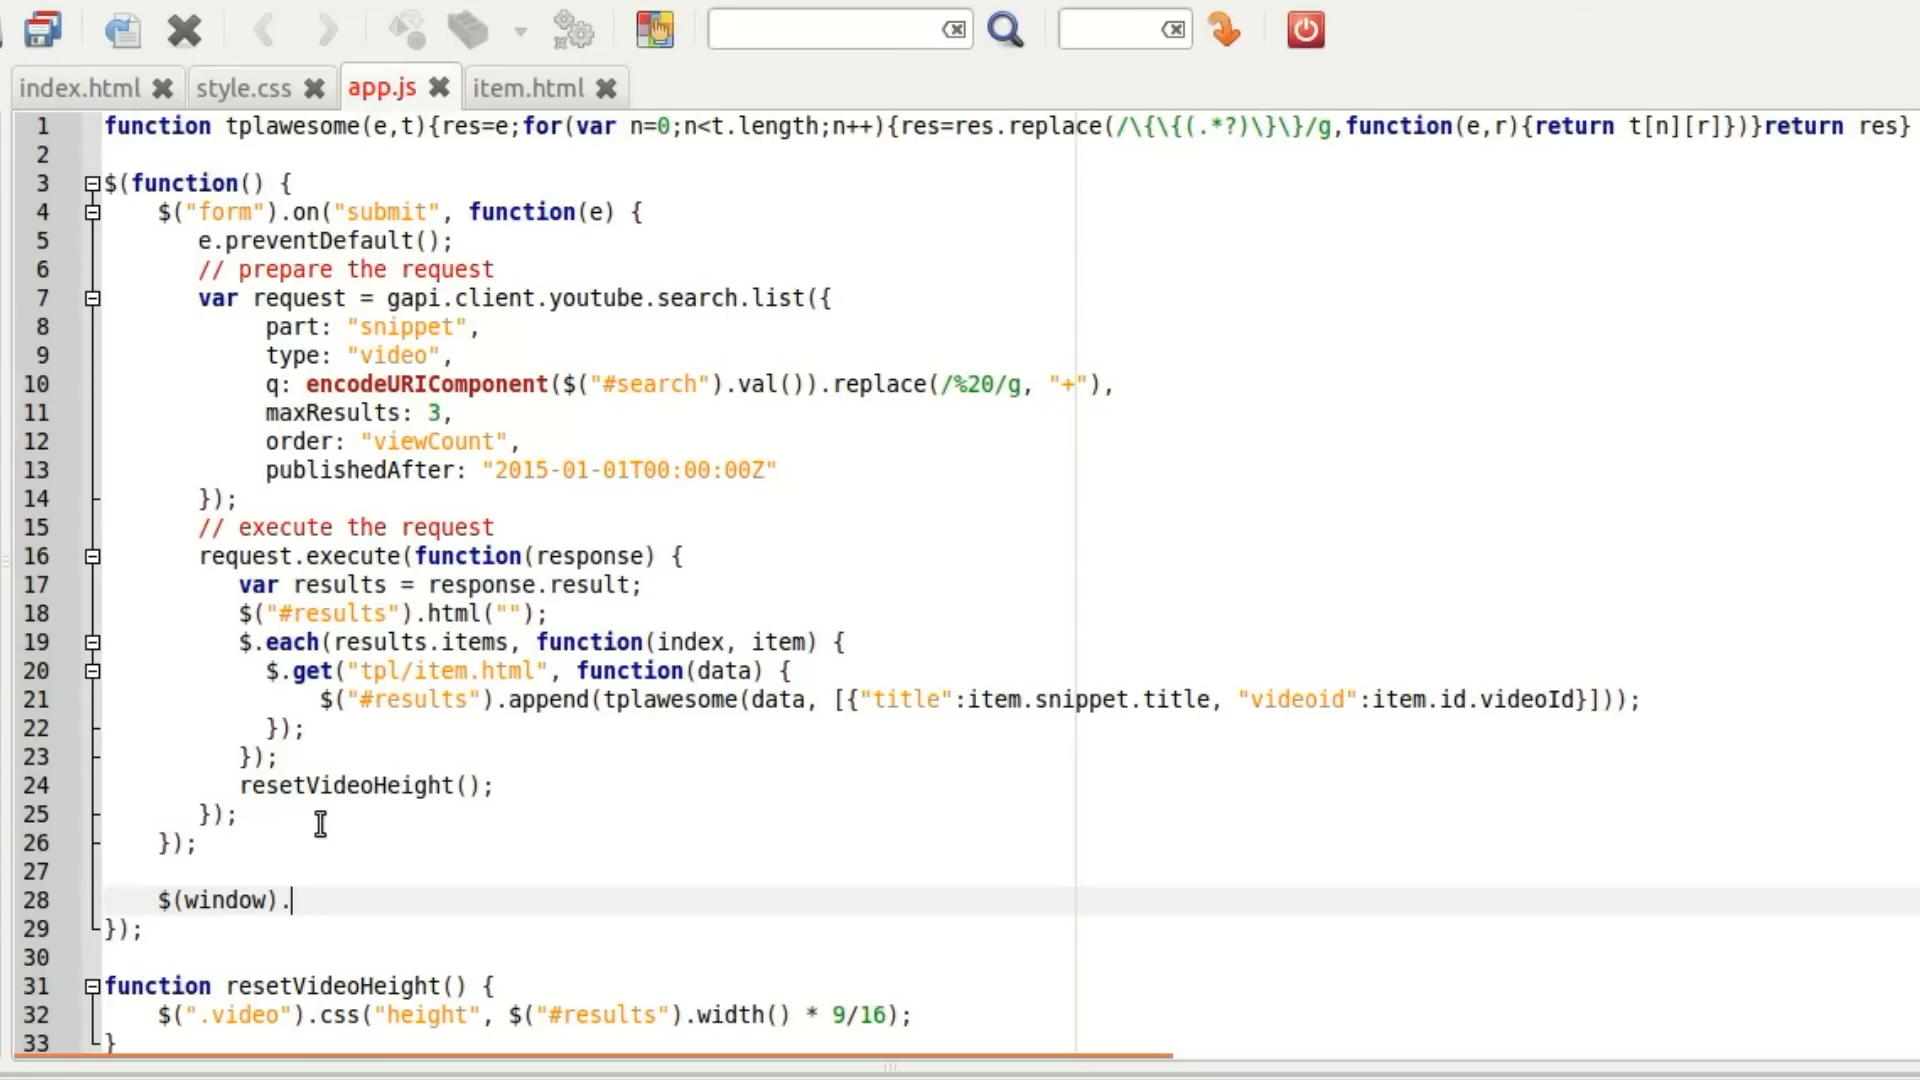 index.html style.css app.js item.html
1 function tplawesome(e,t){res=e;for(var n=0;n<t.length;n++){res=res.replace(/\{\{(.*?)\}\}/g,function(e,r){return t[n][r]})}return res}
2
3 $(function() {
4 $("form").on("submit", function(e) {
5 e.preventDefault();
6 // prepare the request
7 var request = gapi.client.youtube.search.list({
8 part: "snippet",
9 type: "video",
10 q: encodeURIComponent($("#search").val()).replace(/%20/g, "+"),
11 maxResults: 3,
12 order: "viewCount",
13 publishedAfter: "2015-01-01T00:00:00Z"
14 });
15 // execute the request
16 request.execute(function(response) {
17 var results = response.result;
18 $("#results").html("");
19 $.each(results.items, function(index, item) {
20 $.get("tpl/item.html", function(data) {
21 $("#results").append(tplawesome(data, [{"title":item.snippet.title, "videoid":item.id.videoId}]));
22 });
23 });
24 resetVideoHeight();
25 });
26 });
27
28 $(window).
29 });
30
31 function resetVideoHeight() {
32 $(".video").css("height", $("#results").width() * 9/16);
33 }